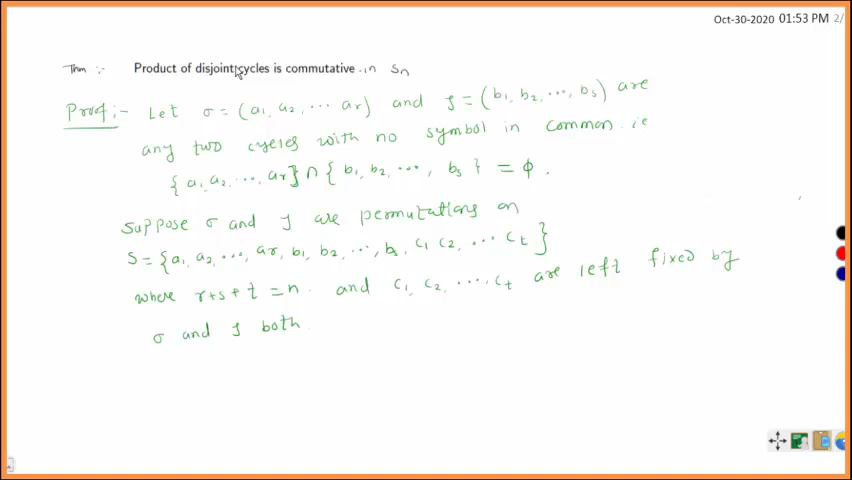 Oct-30-2020 01:53 PM 2/
Thm :- Product of disjoint cycles is commutative in Sn
Proof :- Let σ = (a1, a2, ... ar) and ρ = (b1, b2, ..., bs) are
any two cycles with no symbol in common ie
{a1, a2, ..., ar} ∩ {b1, b2, ..., bs} = ϕ.
Suppose σ and ρ are permutations on
S = {a1, a2, ..., ar, b1, b2, ..., bs, c1 c2, ... ct}
where r+s+t = n. and c1, c2, ... ct are left fixed by
σ and ρ both.